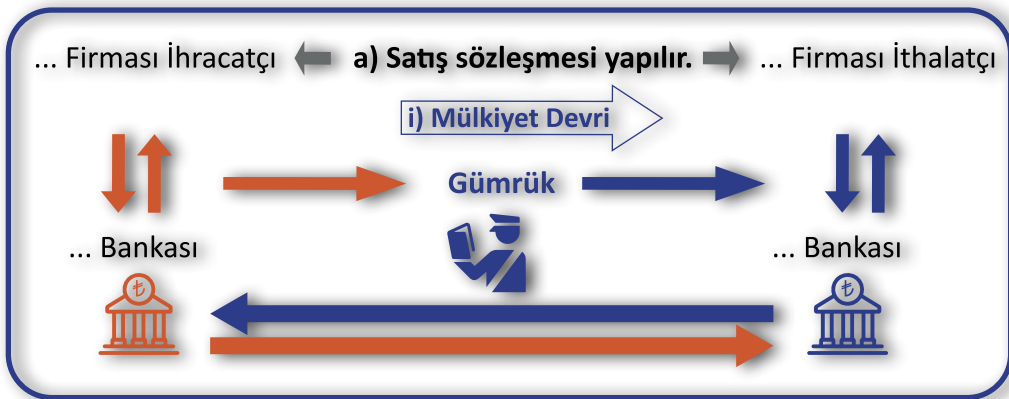 ... Firması İhracatçı a) Satış sözleşmesi yapılır. ... Firması İthalatçı
i) Mülkiyet Devri
Gümrük
... Bankası ... Bankası
₺ ₺